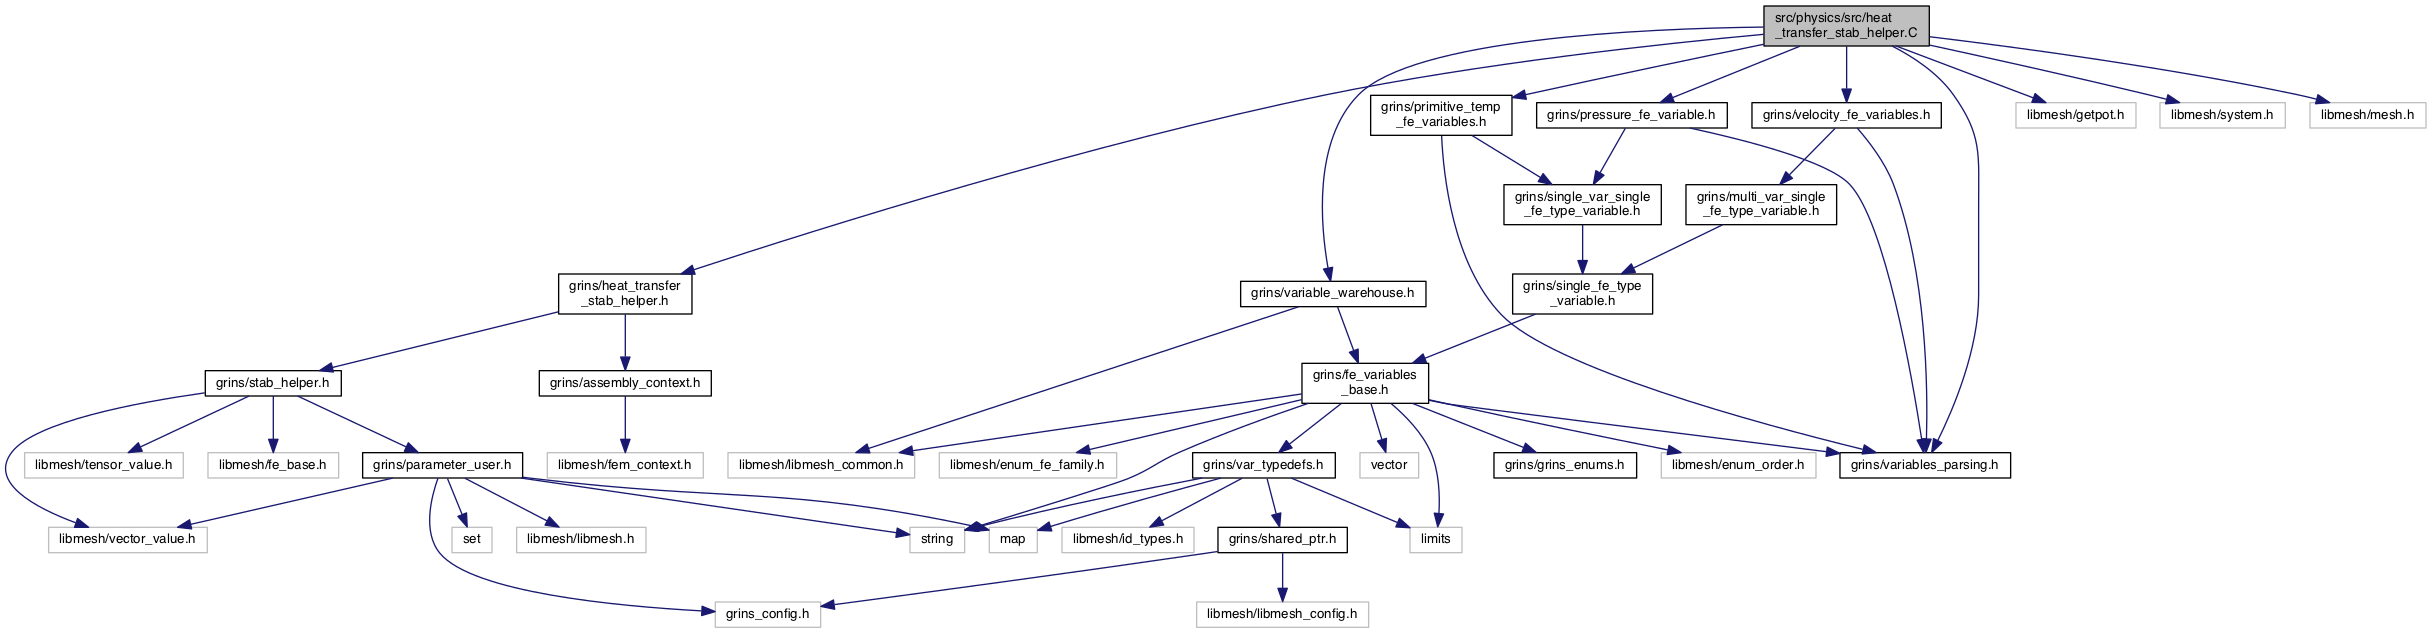 src/physics/src/heat
_transfer_stab_helper.C
grins/primitive_temp
_fe_variables.h
grins/pressure_fe_variable.h
grins/velocity_fe_variables.h
libmesh/getpot.h
libmesh/system.h
libmesh/mesh.h
grins/single_var_single
_fe_type_variable.h
grins/multi_var_single
_fe_type_variable.h
grins/heat_transfer
_stab_helper.h
grins/variable_warehouse.h
grins/single_fe_type
_variable.h
grins/stab_helper.h
grins/assembly_context.h
grins/fe_variables
_base.h
libmesh/tensor_value.h
libmesh/fe_base.h
grins/parameter_user.h
libmesh/fem_context.h
libmesh/libmesh_common.h
libmesh/enum_fe_family.h
grins/var_typedefs.h
vector
grins/grins_enums.h
libmesh/enum_order.h
grins/variables_parsing.h
libmesh/vector_value.h
set
libmesh/libmesh.h
string
map
libmesh/id_types.h
grins/shared_ptr.h
limits
grins_config.h
libmesh/libmesh_config.h